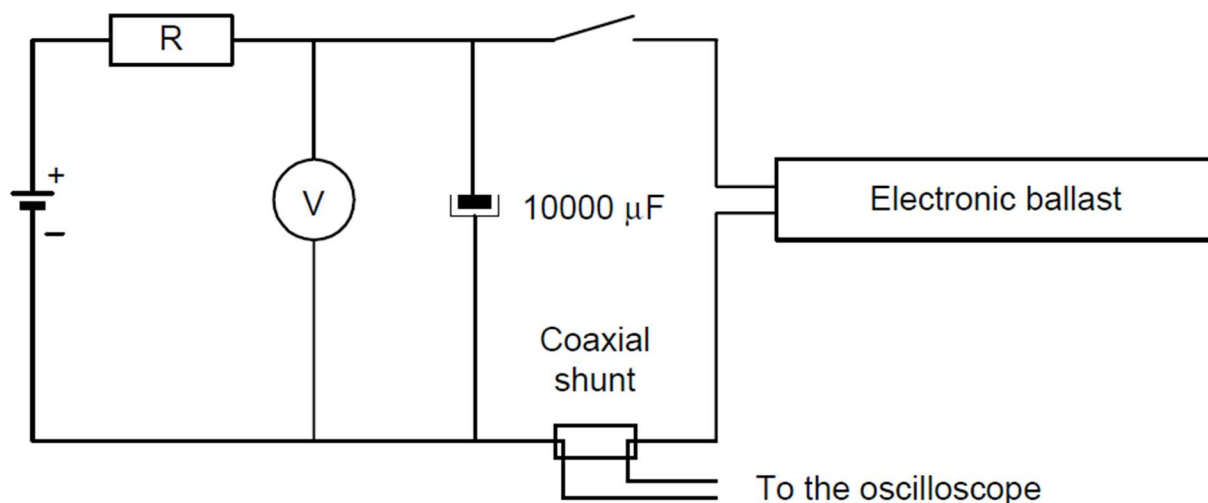 R
+
−
V
10000 μF
Electronic ballast
Coaxial
shunt
To the oscilloscope